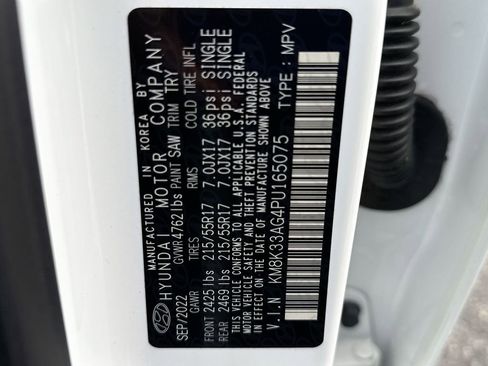 MANUFACTURED IN KOREA BY
HYUNDAI MOTOR COMPANY
SEP/2022 GVWR 4762 lbs PAINT SAW TRIM TRY
GAWR TIRES RIMS COLD TIRE INFL
FRONT 2425 lbs 215/55R17 7.0JX17 36psi SINGLE
REAR 2469 lbs 215/55R17 7.0JX17 36psi SINGLE
THIS VEHICLE CONFORMS TO ALL APPLICABLE U.S.A. FEDERAL
MOTOR VEHICLE SAFETY BUMPER, AND THEFT PREVENTION STANDARDS
IN EFFECT ON THE DATE OF MANUFACTURE SHOWN ABOVE
V.I.N KM8K33AG4PU165075 TYPE : MPV